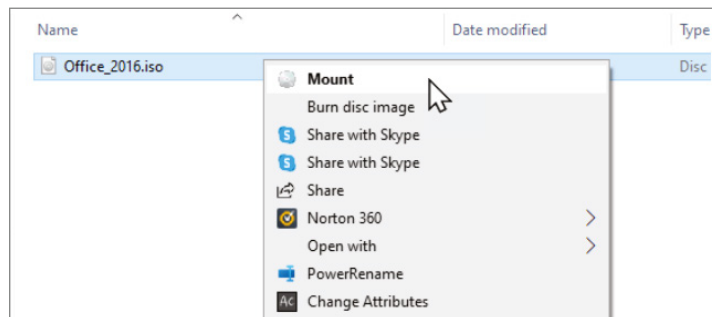 Name Date modified Type
Office_2016.iso Disc
Mount
Burn disc image
Share with Skype
Share with Skype
Share
Norton 360
Open with
PowerRename
Ac Change Attributes